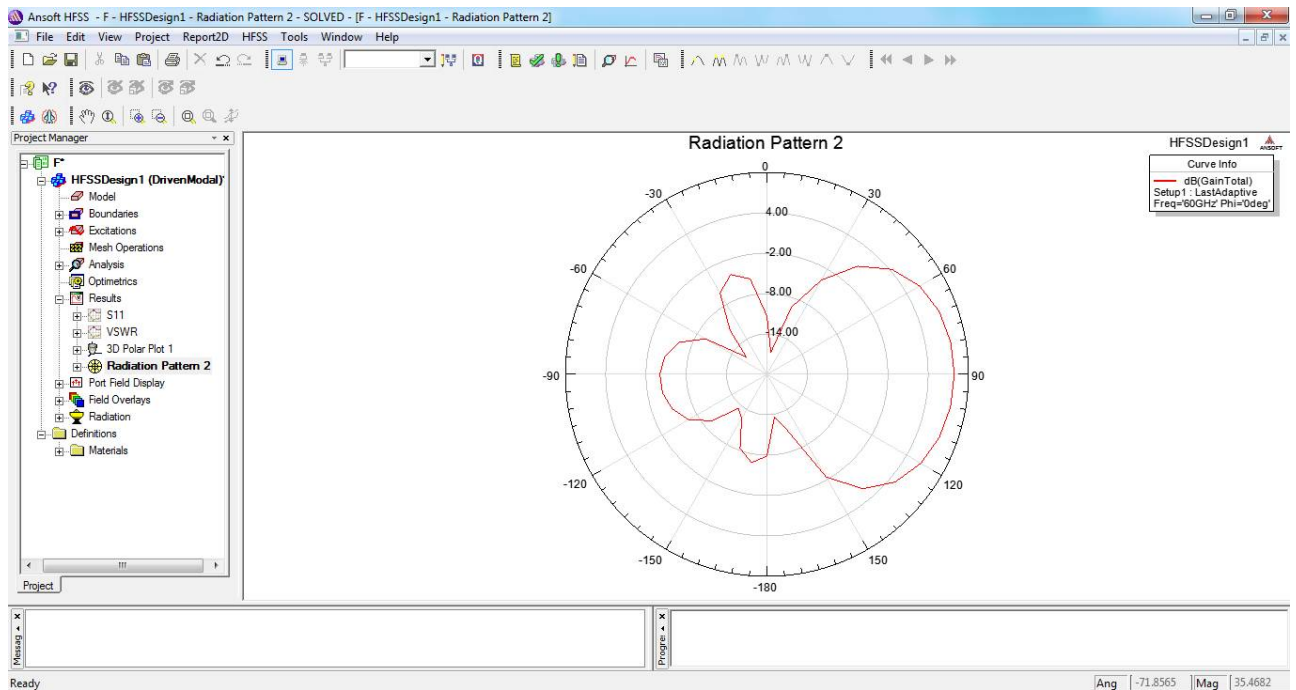 Ansoft HFSS - F - HFSSDesign1 - Radiation Pattern 2 - SOLVED - [F - HFSSDesign1 - Radiation Pattern 2]
File Edit View Project Report2D HFSS Tools Window Help
Project Manager
F*
HFSSDesign1 (DrivenModal)*
Model
Boundaries
Excitations
Mesh Operations
Analysis
Optimetrics
Results
S11
VSWR
3D Polar Plot 1
Radiation Pattern 2
Port Field Display
Field Overlays
Radiation
Definitions
Materials
Project
Radiation Pattern 2
HFSSDesign1
ANSOFT
Curve Info
dB(GainTotal)
Setup1 : LastAdaptive
Freq='60GHz' Phi='0deg'
0
-30 30
4.00
-60 -2.00 60
-8.00
-14.00
-90 90
-120 120
-150 150
-180
Messag
Progre
Ready
Ang -71.8565 Mag 35.4682